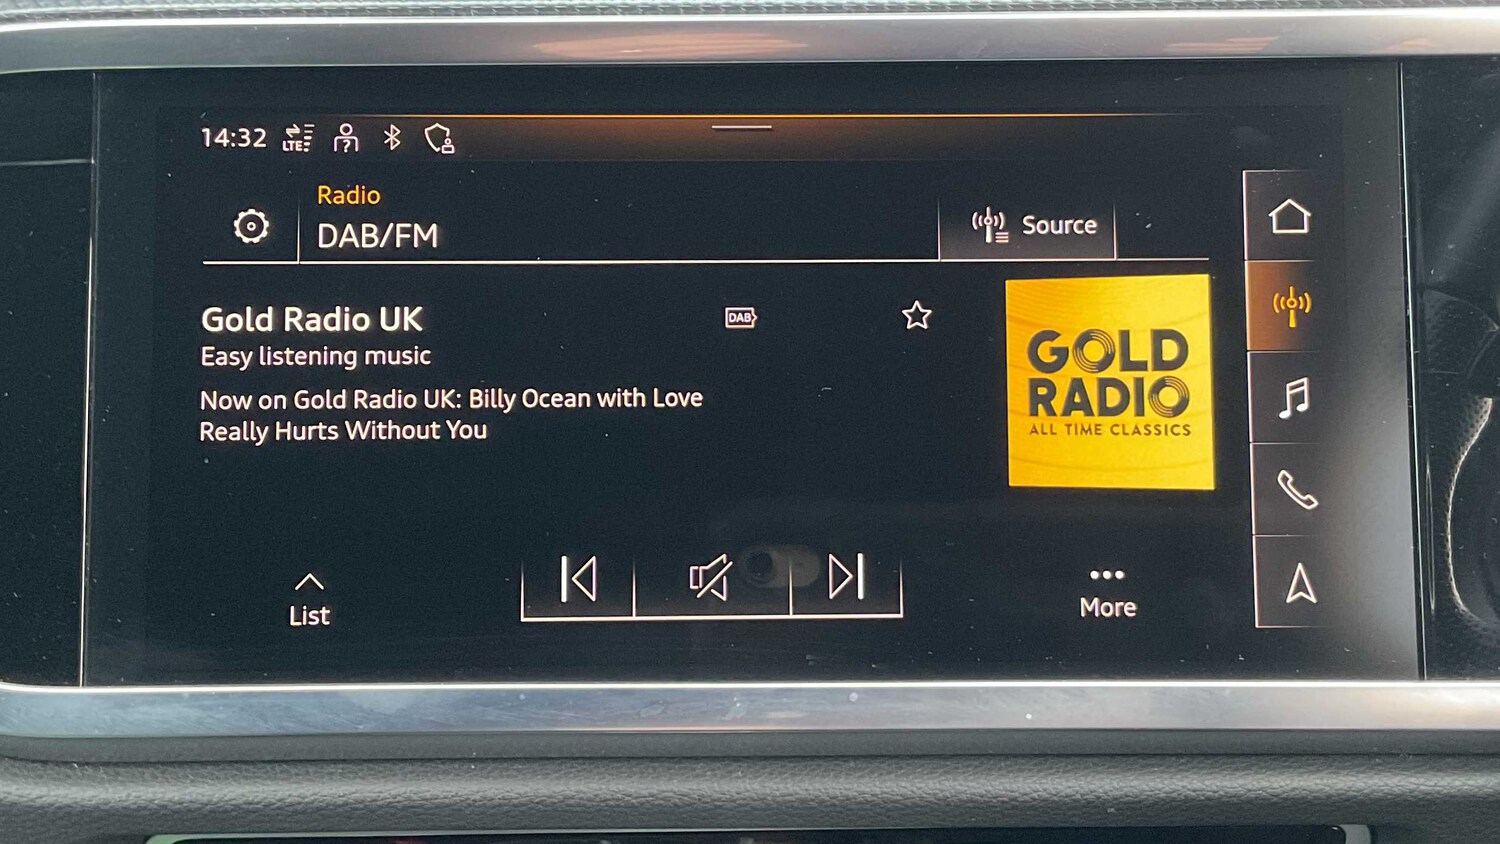 14:32 LTE ?
Radio
DAB/FM
Source
Gold Radio UK
DAB
Easy listening music
Now on Gold Radio UK: Billy Ocean with Love
Really Hurts Without You
GOLD
RADIO
ALL TIME CLASSICS
List
More